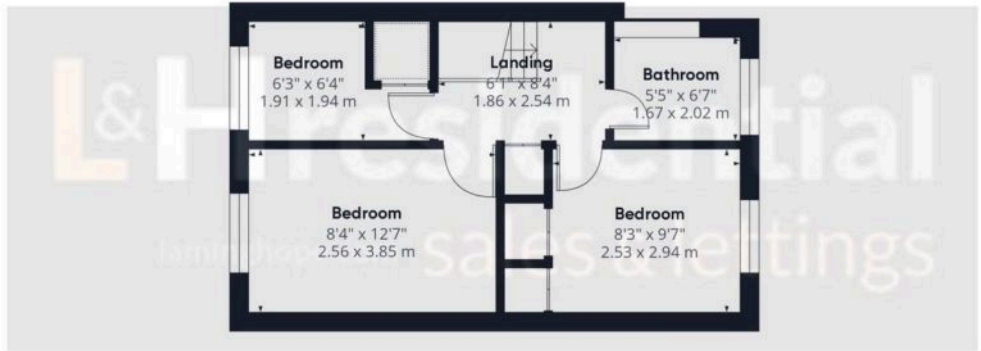 Bedroom
6'3" x 6'4"
1.91 x 1.94 m
Landing
6'1" x 8'4"
1.86 x 2.54 m
Bathroom
5'5" x 6'7"
1.67 x 2.02 m
L&H residential
Bedroom
8'4" x 12'7"
2.56 x 3.85 m
Bedroom
8'3" x 9'7"
2.53 x 2.94 m
sales & lettings